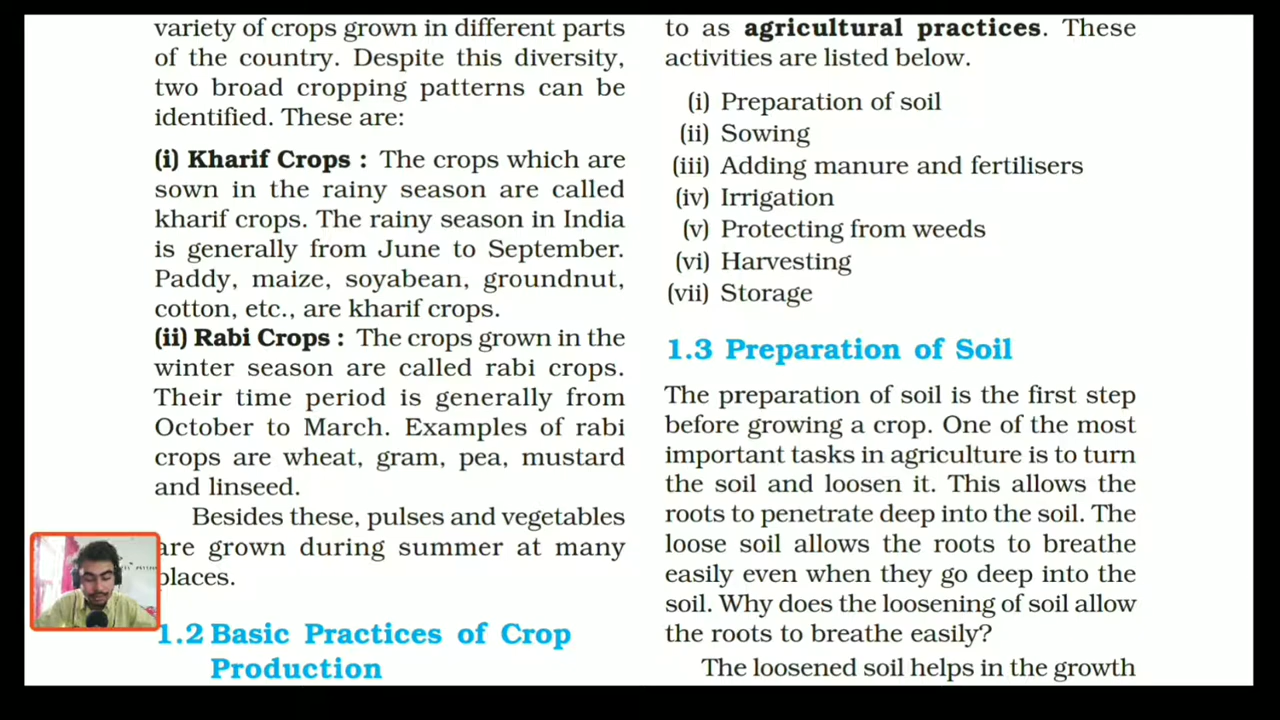 variety of crops grown in different parts
of the country. Despite this diversity,
two broad cropping patterns can be
identified. These are:
(i) Kharif Crops : The crops which are
sown in the rainy season are called
kharif crops. The rainy season in India
is generally from June to September.
Paddy, maize, soyabean, groundnut,
cotton, etc., are kharif crops.
(ii) Rabi Crops : The crops grown in the
winter season are called rabi crops.
Their time period is generally from
October to March. Examples of rabi
crops are wheat, gram, pea, mustard
and linseed.
Besides these, pulses and vegetables
are grown during summer at many
places.
1.2 Basic Practices of Crop
Production
to as agricultural practices. These
activities are listed below.
(i) Preparation of soil
(ii) Sowing
(iii) Adding manure and fertilisers
(iv) Irrigation
(v) Protecting from weeds
(vi) Harvesting
(vii) Storage
1.3 Preparation of Soil
The preparation of soil is the first step
before growing a crop. One of the most
important tasks in agriculture is to turn
the soil and loosen it. This allows the
roots to penetrate deep into the soil. The
loose soil allows the roots to breathe
easily even when they go deep into the
soil. Why does the loosening of soil allow
the roots to breathe easily?
The loosened soil helps in the growth